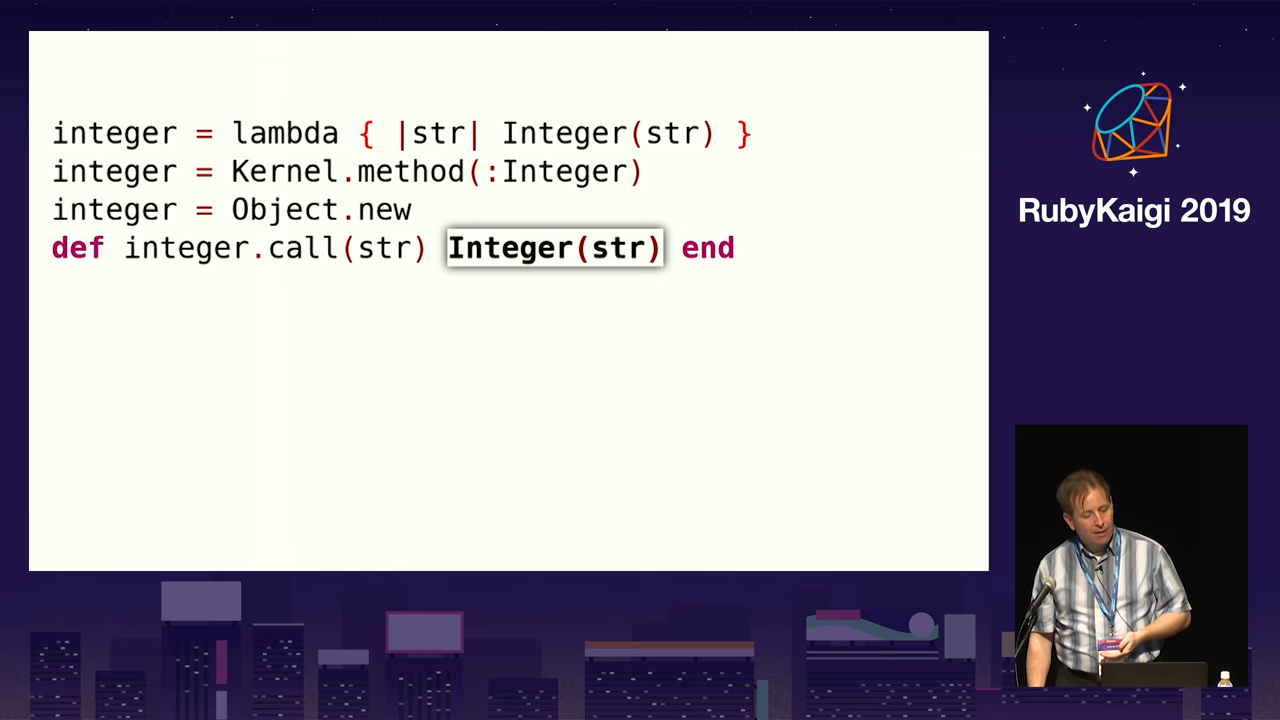 integer = lambda { |str| Integer(str) }
integer = Kernel.method(:Integer)
integer = Object.new
def integer.call(str) Integer(str) end
RubyKaigi 2019